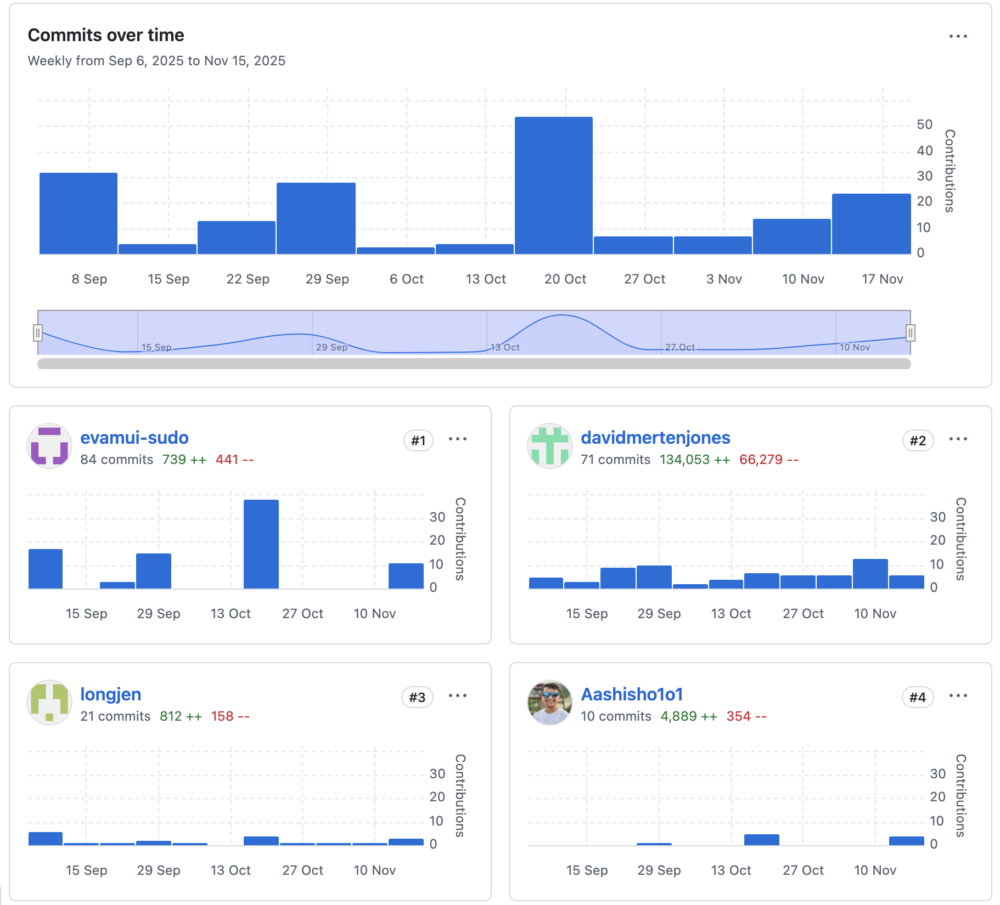 Commits over time
Weekly from Sep 6, 2025 to Nov 15, 2025
50
40
30
20
10
0
Contributions
8 Sep 15 Sep 22 Sep 29 Sep 6 Oct 13 Oct 20 Oct 27 Oct 3 Nov 10 Nov 17 Nov
15 Sep 29 Sep 13 Oct 27 Oct 10 Nov
evamui-sudo
#1
84 commits 739 ++ 441 --
30
20
10
0
Contributions
15 Sep 29 Sep 13 Oct 27 Oct 10 Nov
davidmertenjones
#2
71 commits 134,053 ++ 66,279 --
30
20
10
0
Contributions
15 Sep 29 Sep 13 Oct 27 Oct 10 Nov
longjen
#3
21 commits 812 ++ 158 --
30
20
10
0
Contributions
15 Sep 29 Sep 13 Oct 27 Oct 10 Nov
Aashisho1o1
#4
10 commits 4,889 ++ 354 --
30
20
10
0
Contributions
15 Sep 29 Sep 13 Oct 27 Oct 10 Nov